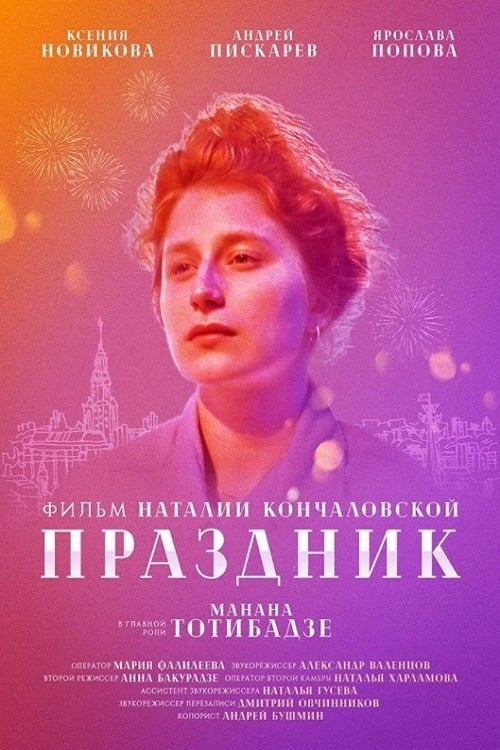 КСЕНИЯ НОВИКОВА
АНДРЕЙ ПИСКАРЕВ
ЯРОСЛАВА ПОПОВА
ФИЛЬМ НАТАЛИИ КОНЧАЛОВСКОЙ
ПРАЗДНИК
В ГЛАВНОЙ РОЛИ
МАНАНА ТОТИБАДЗЕ
ОПЕРАТОР МАРИЯ ФАЛИЛЕЕВА ЗВУКОРЕЖИССЕР АЛЕКСАНДР ВАЛЕНЦОВ
ВТОРОЙ РЕЖИССЕР АННА БАКУРАДЗЕ ОПЕРАТОР ВТОРОЙ КАМЕРЫ НАТАЛЬЯ ХАРЛАМОВА
АССИСТЕНТ ЗВУКОРЕЖИССЕРА НАТАЛЬЯ ГУСЕВА
ЗВУКОРЕЖИССЕР ПЕРЕЗАПИСИ ДМИТРИЙ ОВЧИННИКОВ
КОЛОРИСТ АНДРЕЙ БУШМИН